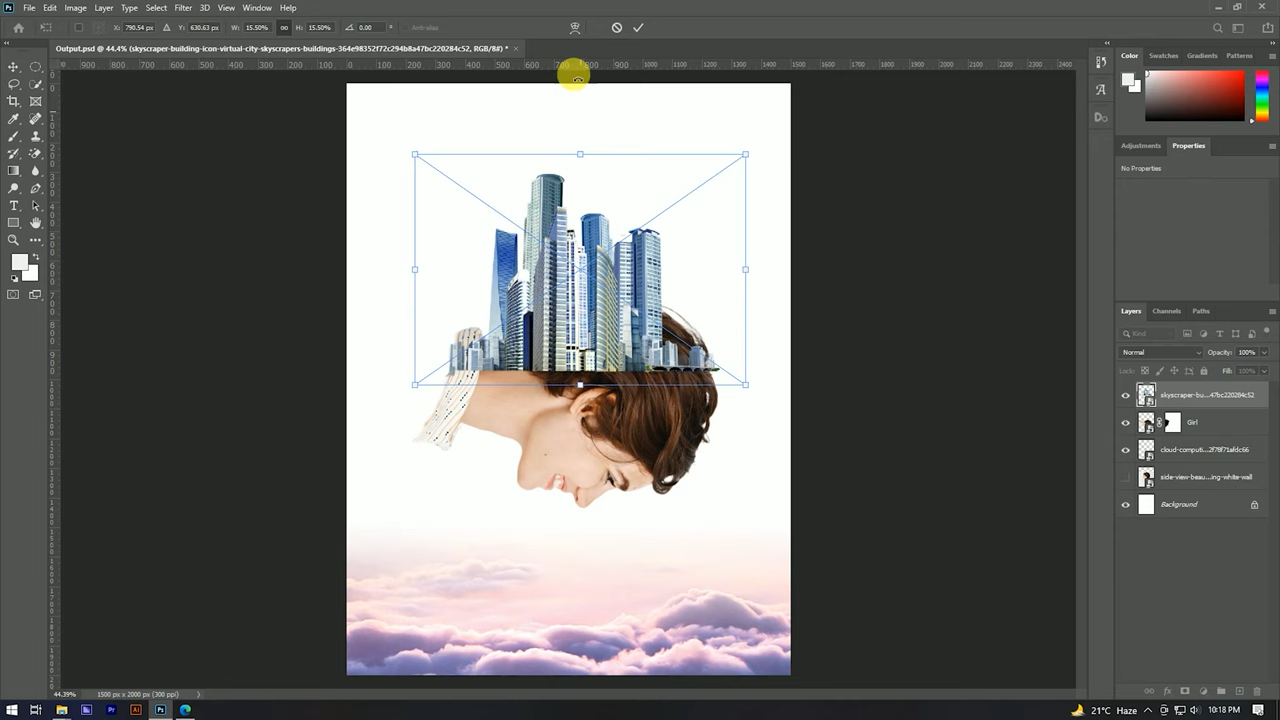 File Edit Image Layer Type Select Filter 3D View Window Help
X: 790.54 px Y: 630.63 px W: 15.50% H: 15.50% 0.00 ° Anti-alias
Output.psd @ 44.4% (skyscraper-building-icon-virtual-city-skyscrapers-buildings-364e98352f72c294b8a47bc220284c52, RGB/8#) * ×
Color Swatches Gradients Patterns
Adjustments Properties
No Properties
Layers Channels Paths
Kind
Normal Opacity: 100%
Lock: Fill: 100%
skyscraper-bu...47bc220284c52
Girl
cloud-computi...2f78f71afdc66
side-view-beau...ing-white-wall
Background
44.39% 1500 px x 2000 px (300 ppi)
21°C Haze 10:18 PM